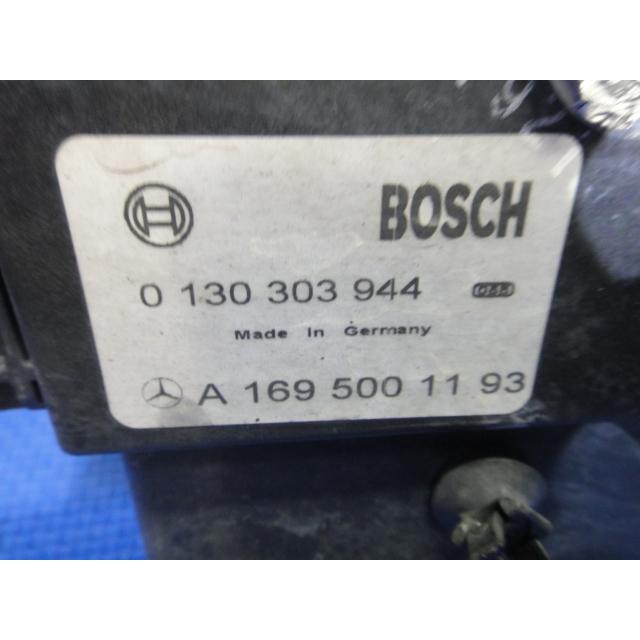 BOSCH
0 130 303 944
Made In Germany
A 169 500 11 93